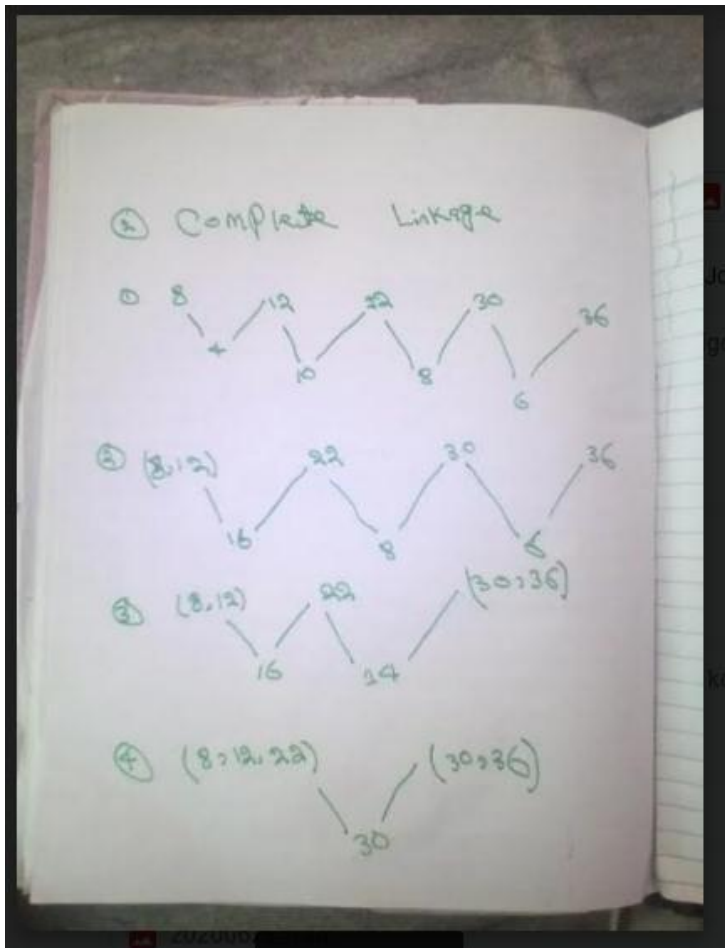 ② Complete Linkage
① 8 12 22 30 36
4 10 8 6
② (8,12) 22 30 36
16 8 6
③ (8,12) 22 (30,36)
16 14
④ (8,12,22) (30,36)
30